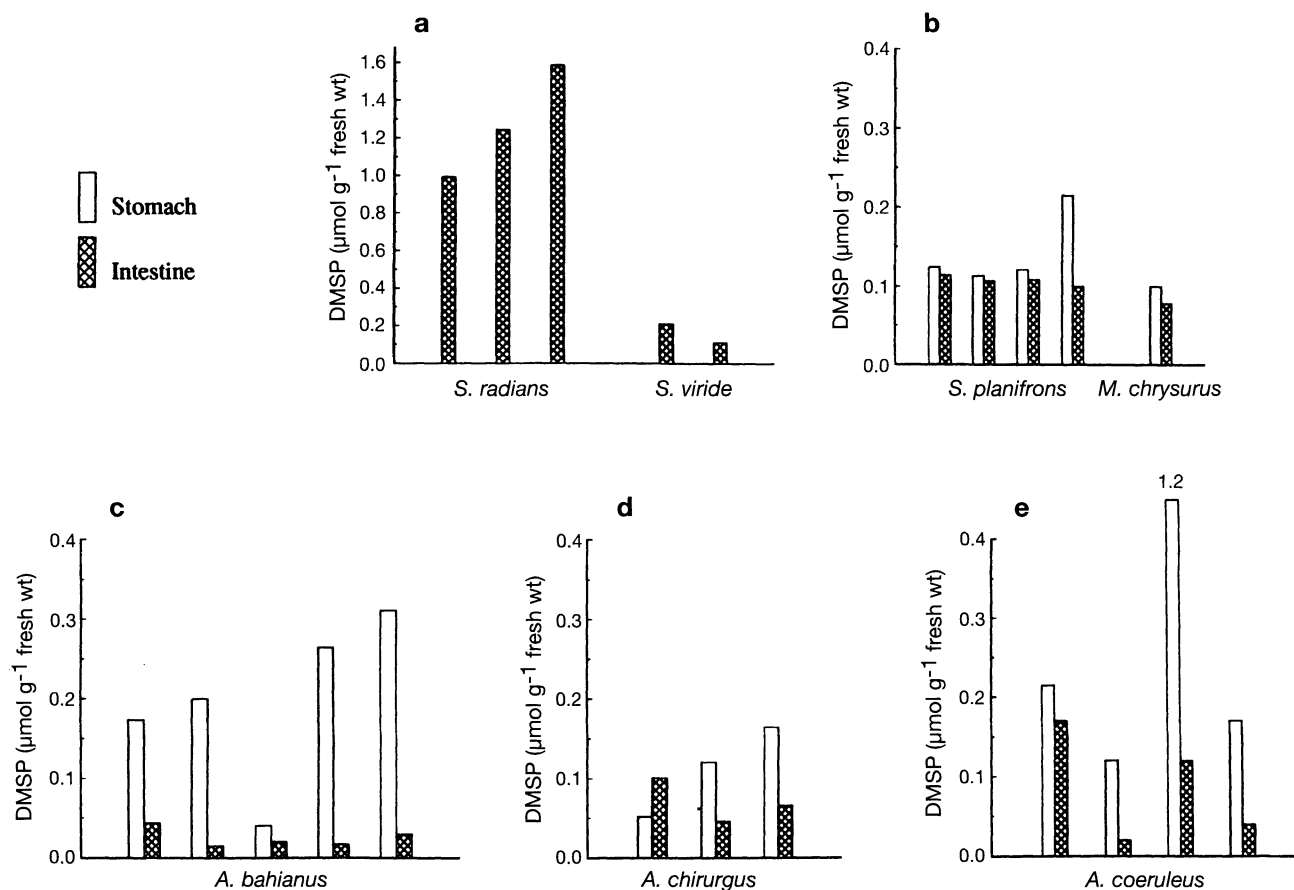 a
DMSP (µmol g⁻¹ fresh wt)
1.6
1.4
1.2
1.0
0.8
0.6
0.4
0.2
0.0
S. radians
S. viride
b
DMSP (µmol g⁻¹ fresh wt)
0.4
0.3
0.2
0.1
0.0
S. planifrons
M. chrysurus
Stomach
Intestine
c
DMSP (µmol g⁻¹ fresh wt)
0.4
0.3
0.2
0.1
0.0
A. bahianus
d
DMSP (µmol g⁻¹ fresh wt)
0.4
0.3
0.2
0.1
0.0
A. chirurgus
e
1.2
DMSP (µmol g⁻¹ fresh wt)
0.4
0.3
0.2
0.1
0.0
A. coeruleus